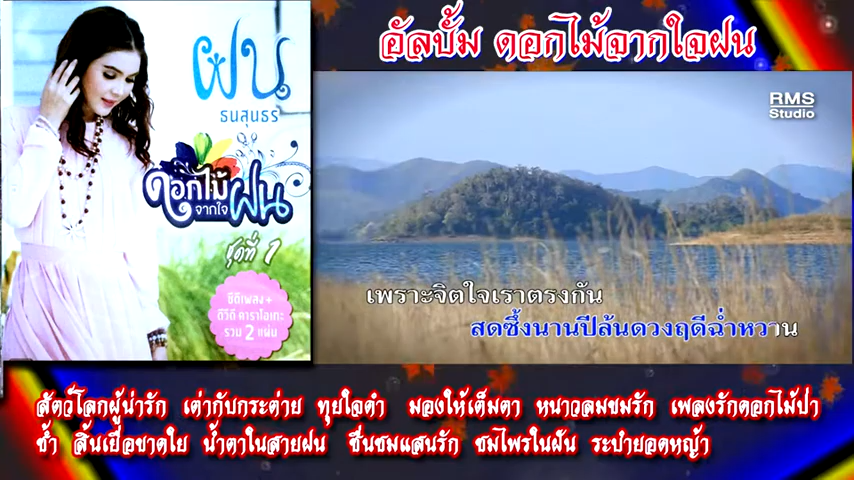 อัลบั้ม ดอกไม้จากใจฝน
ฝน
ธนสุนธร
ดอกไม้
จากใจ ฝน
ชุดที่ 1
ซีดีเพลง+
ดีวีดี คาราโอเกะ
รวม 2 แผ่น
RMS
Studio
เพราะจิตใจเราตรงกัน
สดซึ้งนานปีล้นดวงฤดีฉ่ำหวาน
สัตว์โลกผู้น่ารัก เต่ากับกระต่าย ทุยใจดำ มองให้เต็มตา หนาวลมชมรัก เพลงรักดอกไม้ป่า
ช้ำ สิ้นเยื่อขาดใย น้ำตาในสายฝน ชื่นชมแสนรัก ชมไพรในฝัน ระบำยอดหญ้า